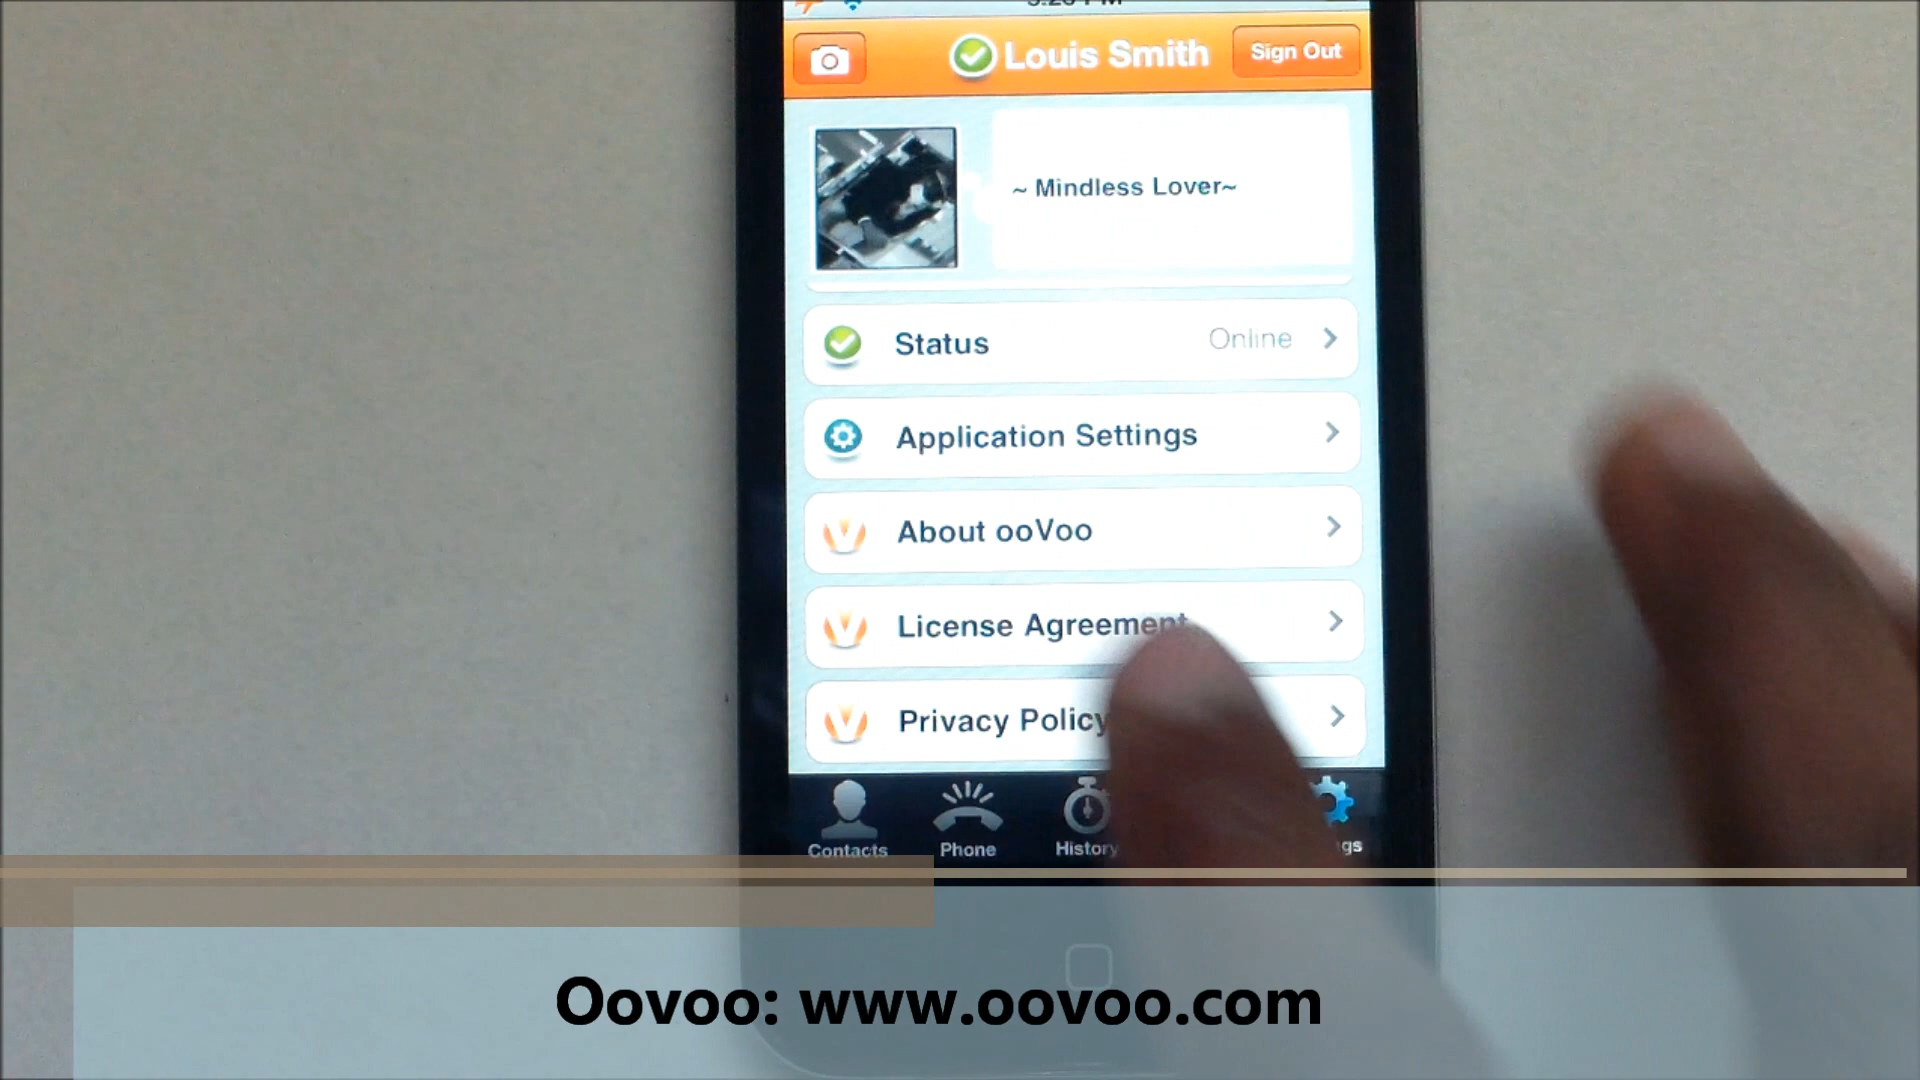 Louis Smith
Sign Out
~ Mindless Lover~
Status
Online
Application Settings
About ooVoo
License Agreement
Privacy Policy
Contacts
Phone
History
gs
Oovoo: www.oovoo.com